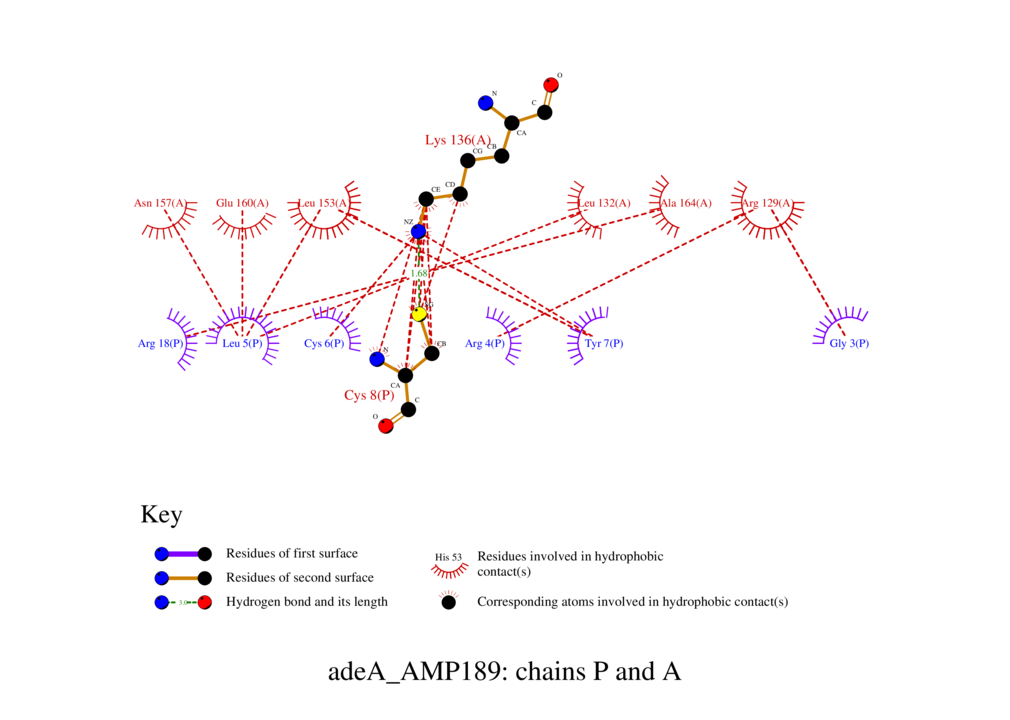 O
N
C
CA
Lys 136(A)
CB
CG
CD
CE
Asn 157(A)
Glu 160(A)
Leu 153(A)
Leu 132(A)
Ala 164(A)
Arg 129(A)
NZ
1.68
SG
Arg 18(P)
Leu 5(P)
Cys 6(P)
CB
Arg 4(P)
Tyr 7(P)
Gly 3(P)
N
CA
Cys 8(P)
C
O
Key
Residues of first surface
Residues of second surface
3.0
Hydrogen bond and its length
His 53
Residues involved in hydrophobic
contact(s)
Corresponding atoms involved in hydrophobic contact(s)
adeA_AMP189: chains P and A